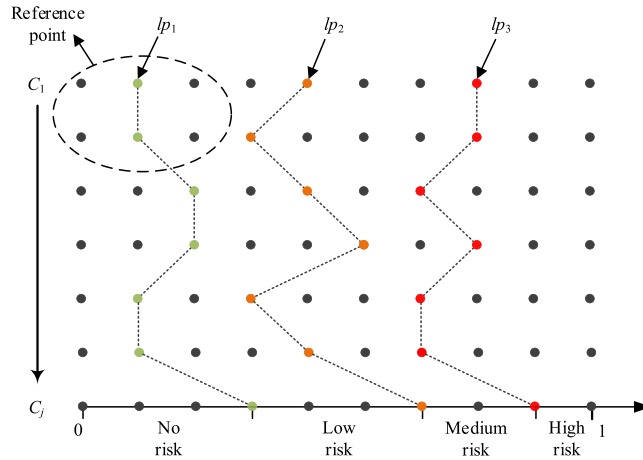 Reference
point
lp1
lp2
lp3
C1
Cj
0
No
risk
Low
risk
Medium
risk
High
risk
1